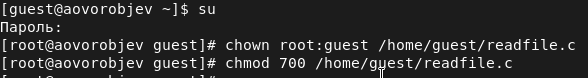 [guest@aovorobjev ~]$ su
Пароль:
[root@aovorobjev guest]# chown root:guest /home/guest/readfile.c
[root@aovorobjev guest]# chmod 700 /home/guest/readfile.c